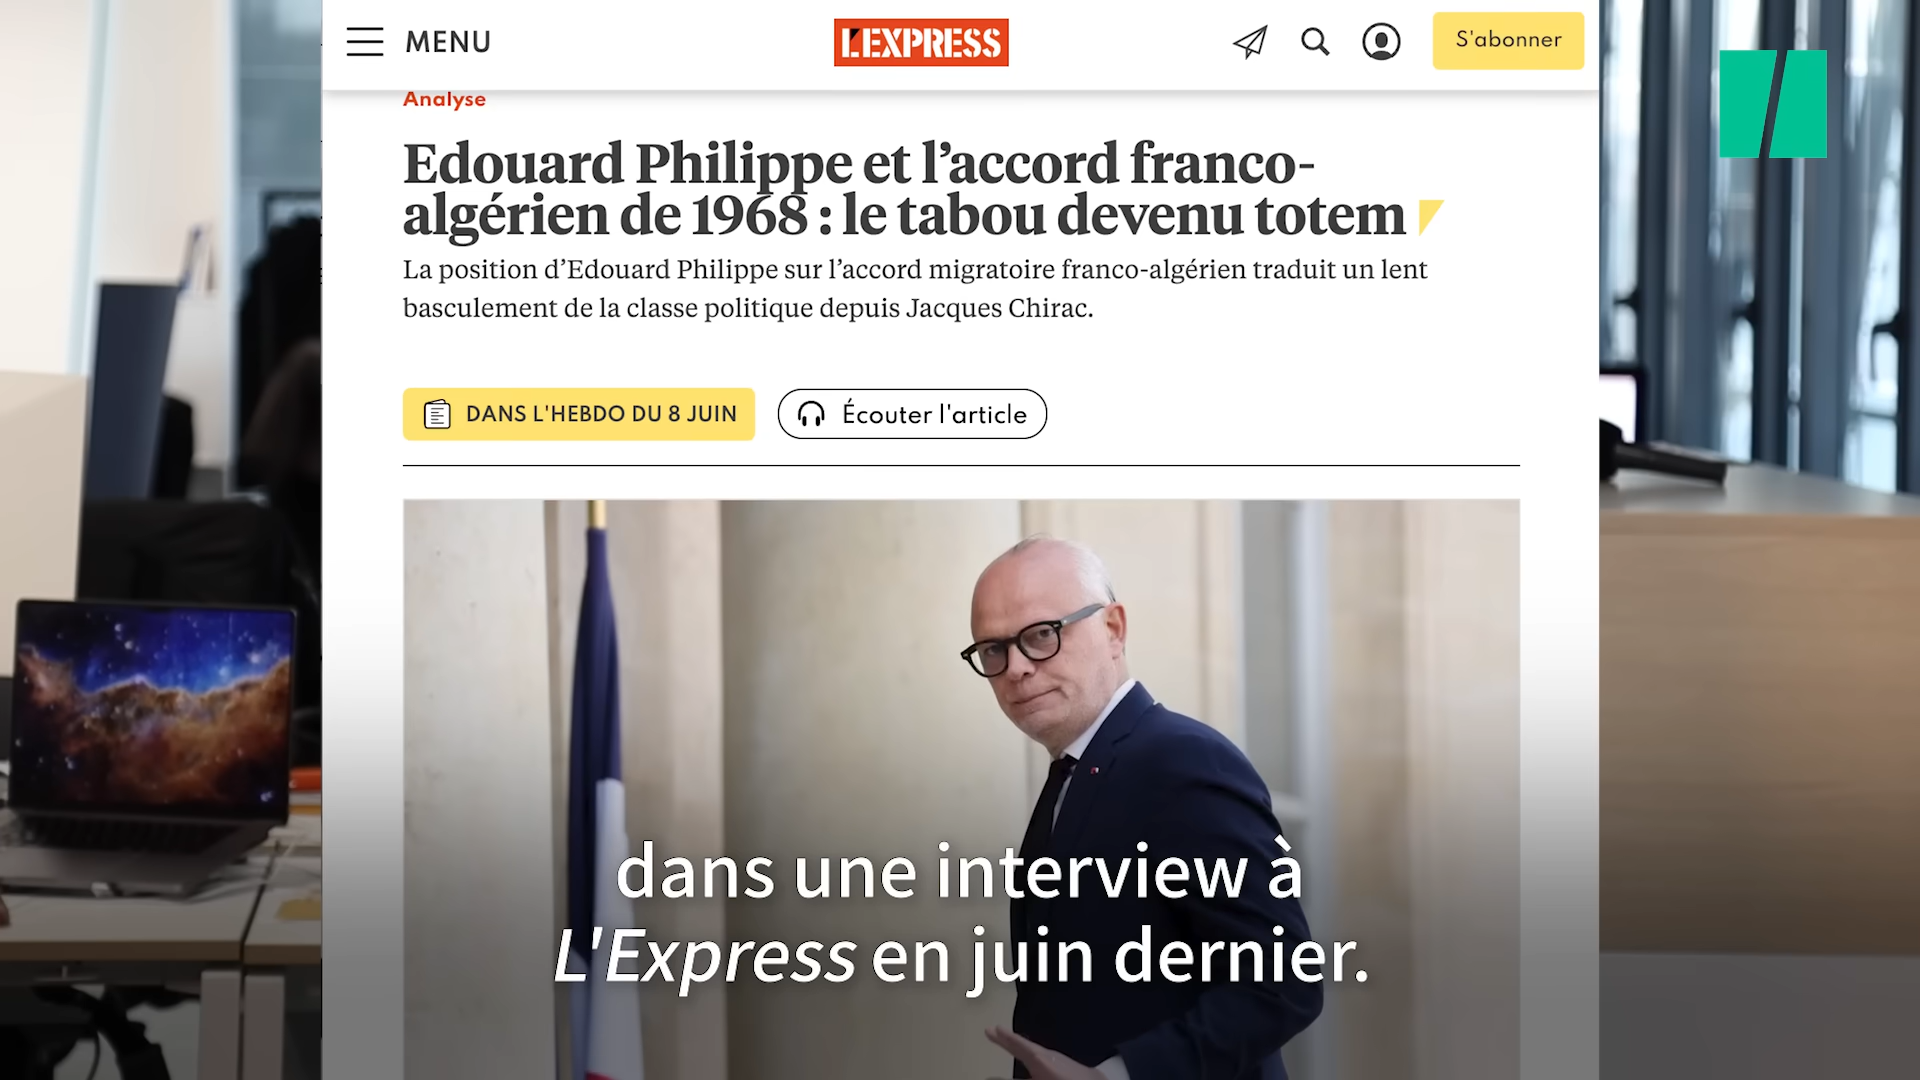 MENU
L'EXPRESS
S'abonner
Analyse
Edouard Philippe et l’accord franco-
algérien de 1968 : le tabou devenu totem
La position d’Edouard Philippe sur l’accord migratoire franco-algérien traduit un lent
basculement de la classe politique depuis Jacques Chirac.
DANS L'HEBDO DU 8 JUIN
Écouter l'article
dans une interview à
L'Express en juin dernier.